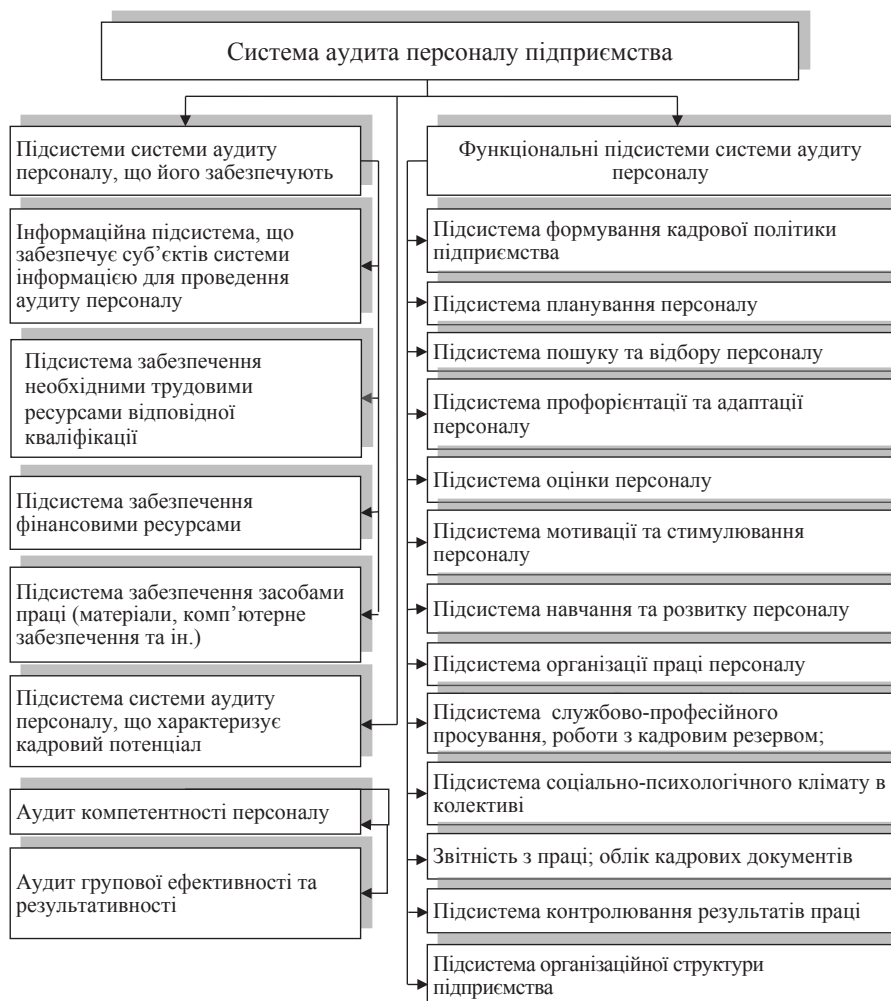 Система аудита персоналу підприємства
Підсистеми системи аудиту
персоналу, що його забезпечують
Інформаційна підсистема, що
забезпечує суб’єктів системи
інформацією для проведення
аудиту персоналу
Підсистема забезпечення
необхідними трудовими
ресурсами відповідної
кваліфікації
Підсистема забезпечення
фінансовими ресурсами
Підсистема забезпечення засобами
праці (матеріали, комп’ютерне
забезпечення та ін.)
Підсистема системи аудиту
персоналу, що характеризує
кадровий потенціал
Аудит компетентності персоналу
Аудит групової ефективності та
результативності
Функціональні підсистеми системи аудиту
персоналу
Підсистема формування кадрової політики
підприємства
Підсистема планування персоналу
Підсистема пошуку та відбору персоналу
Підсистема профорієнтації та адаптації
персоналу
Підсистема оцінки персоналу
Підсистема мотивації та стимулювання
персоналу
Підсистема навчання та розвитку персоналу
Підсистема організації праці персоналу
Підсистема службово-професійного
просування, роботи з кадровим резервом;
Підсистема соціально-психологічного клімату в
колективі
Звітність з праці; облік кадрових документів
Підсистема контролювання результатів праці
Підсистема організаційної структури
підприємства